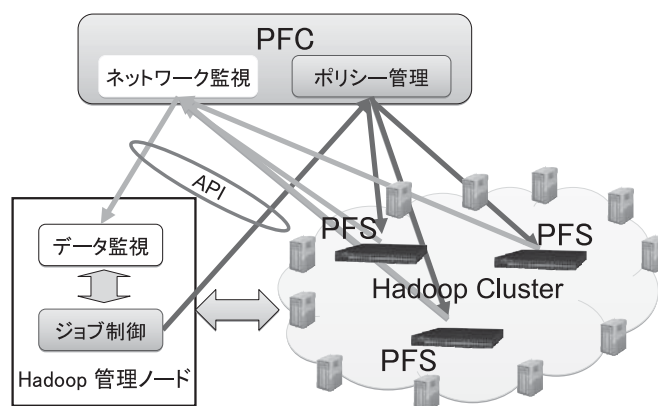 PFC
ネットワーク監視
ポリシー管理
API
データ監視
ジョブ制御
Hadoop 管理ノード
PFS
PFS
Hadoop Cluster
PFS